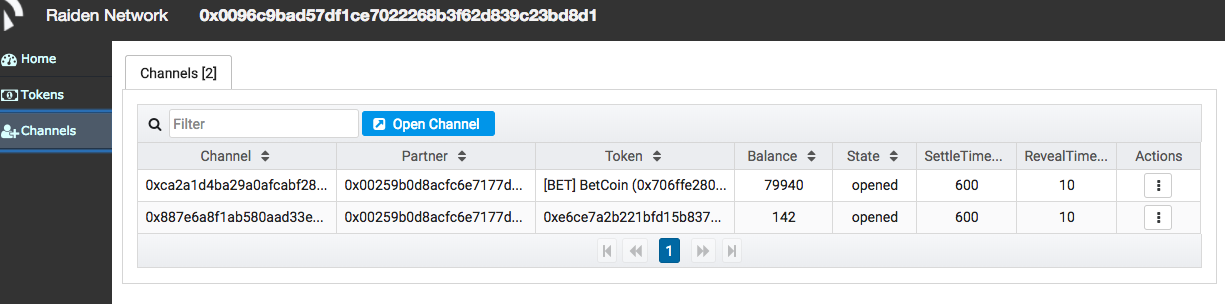 Raiden Network 0x0096c9bad57df1ce7022268b3f62d839c23bd8d1
Home
Tokens
Channels
Channels [2]
Filter Open Channel
Channel Partner Token Balance State SettleTime... RevealTime... Actions
0xca2a1d4ba29a0afcabf28... 0x00259b0d8acfc6e7177d... [BET] BetCoin (0x706ffe280... 79940 opened 600 10
0x887e6a8f1ab580aad33e... 0x00259b0d8acfc6e7177d... 0xe6ce7a2b221bfd15b837... 142 opened 600 10
1